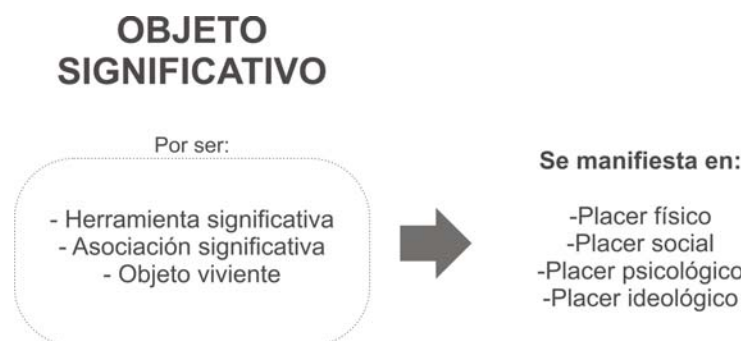 OBJETO
SIGNIFICATIVO
Por ser:
- Herramienta significativa
- Asociación significativa
- Objeto viviente
Se manifiesta en:
-Placer físico
-Placer social
-Placer psicológico
-Placer ideológico